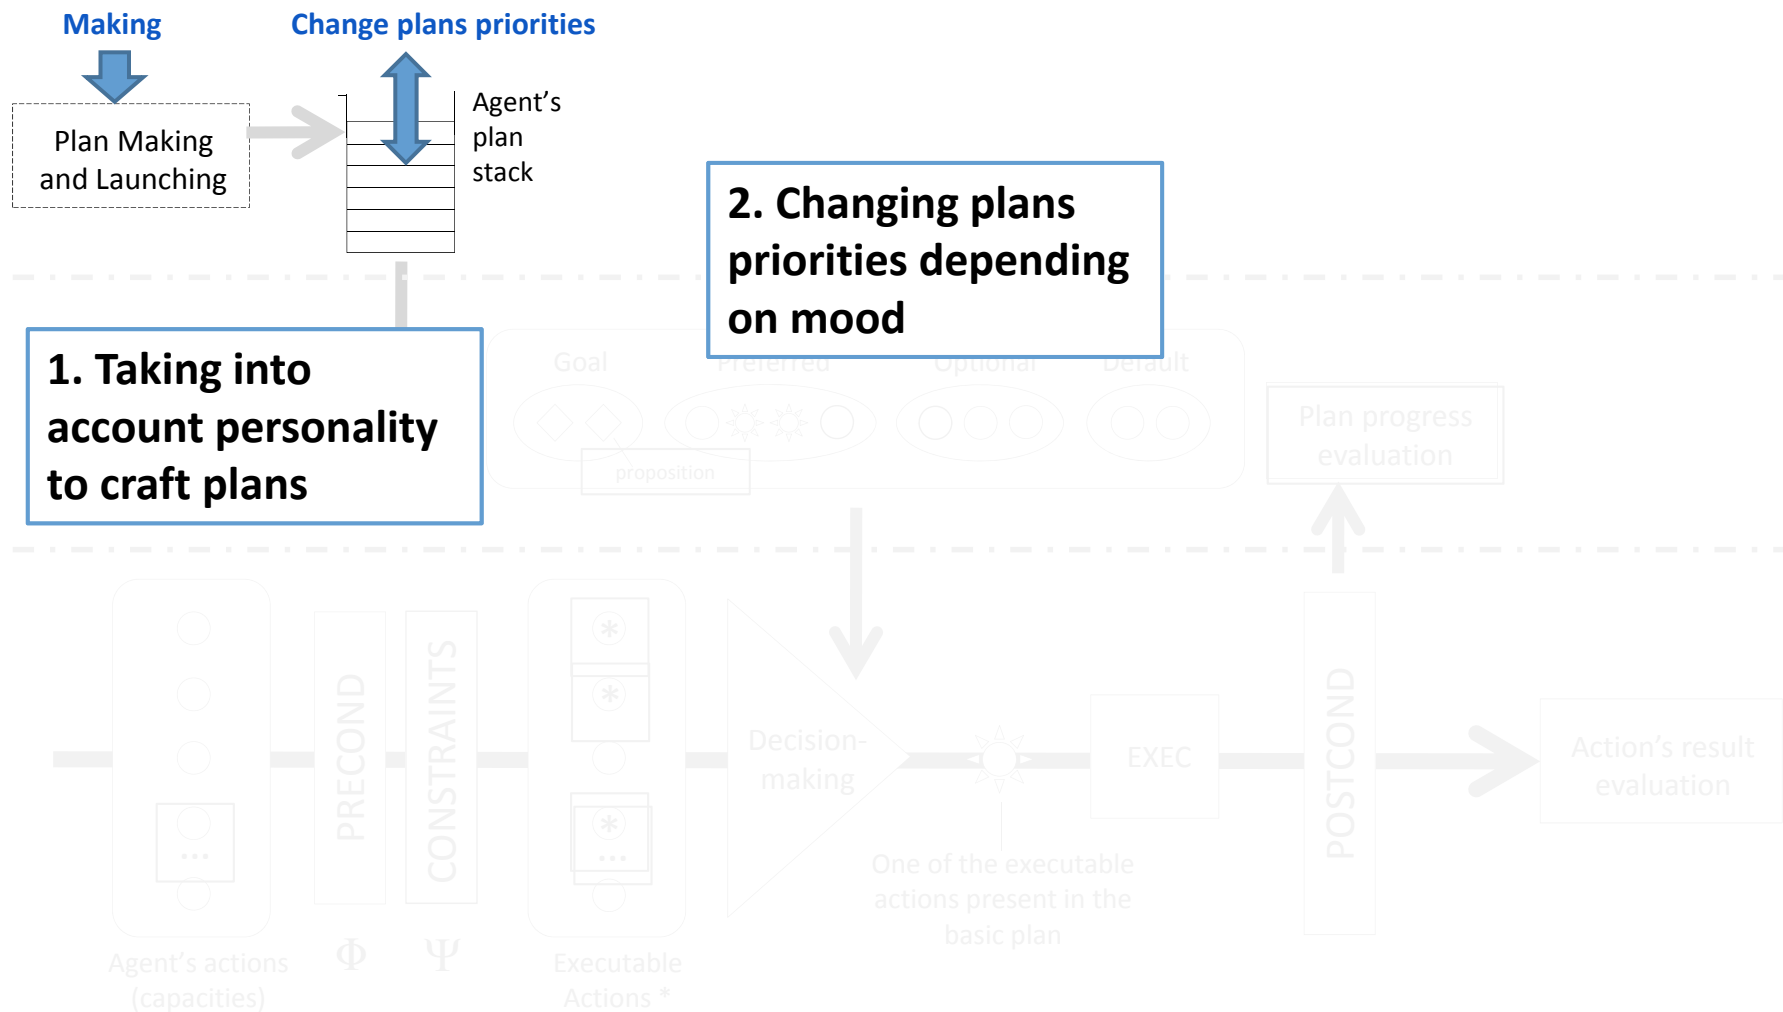 Making
Change plans priorities
Plan Making
and Launching
Agent’s
plan
stack
2. Changing plans
priorities depending
on mood
1. Taking into
account personality
to craft plans
Goal
Preferred
Optional
Default
proposition
Plan progress
evaluation
PRECOND
CONSTRAINTS
*
*
*
...
...
Decision-
making
EXEC
POSTCOND
Action’s result
evaluation
One of the executable
actions present in the
basic plan
Agent’s actions
(capacities)
Φ
Ψ
Executable
Actions *